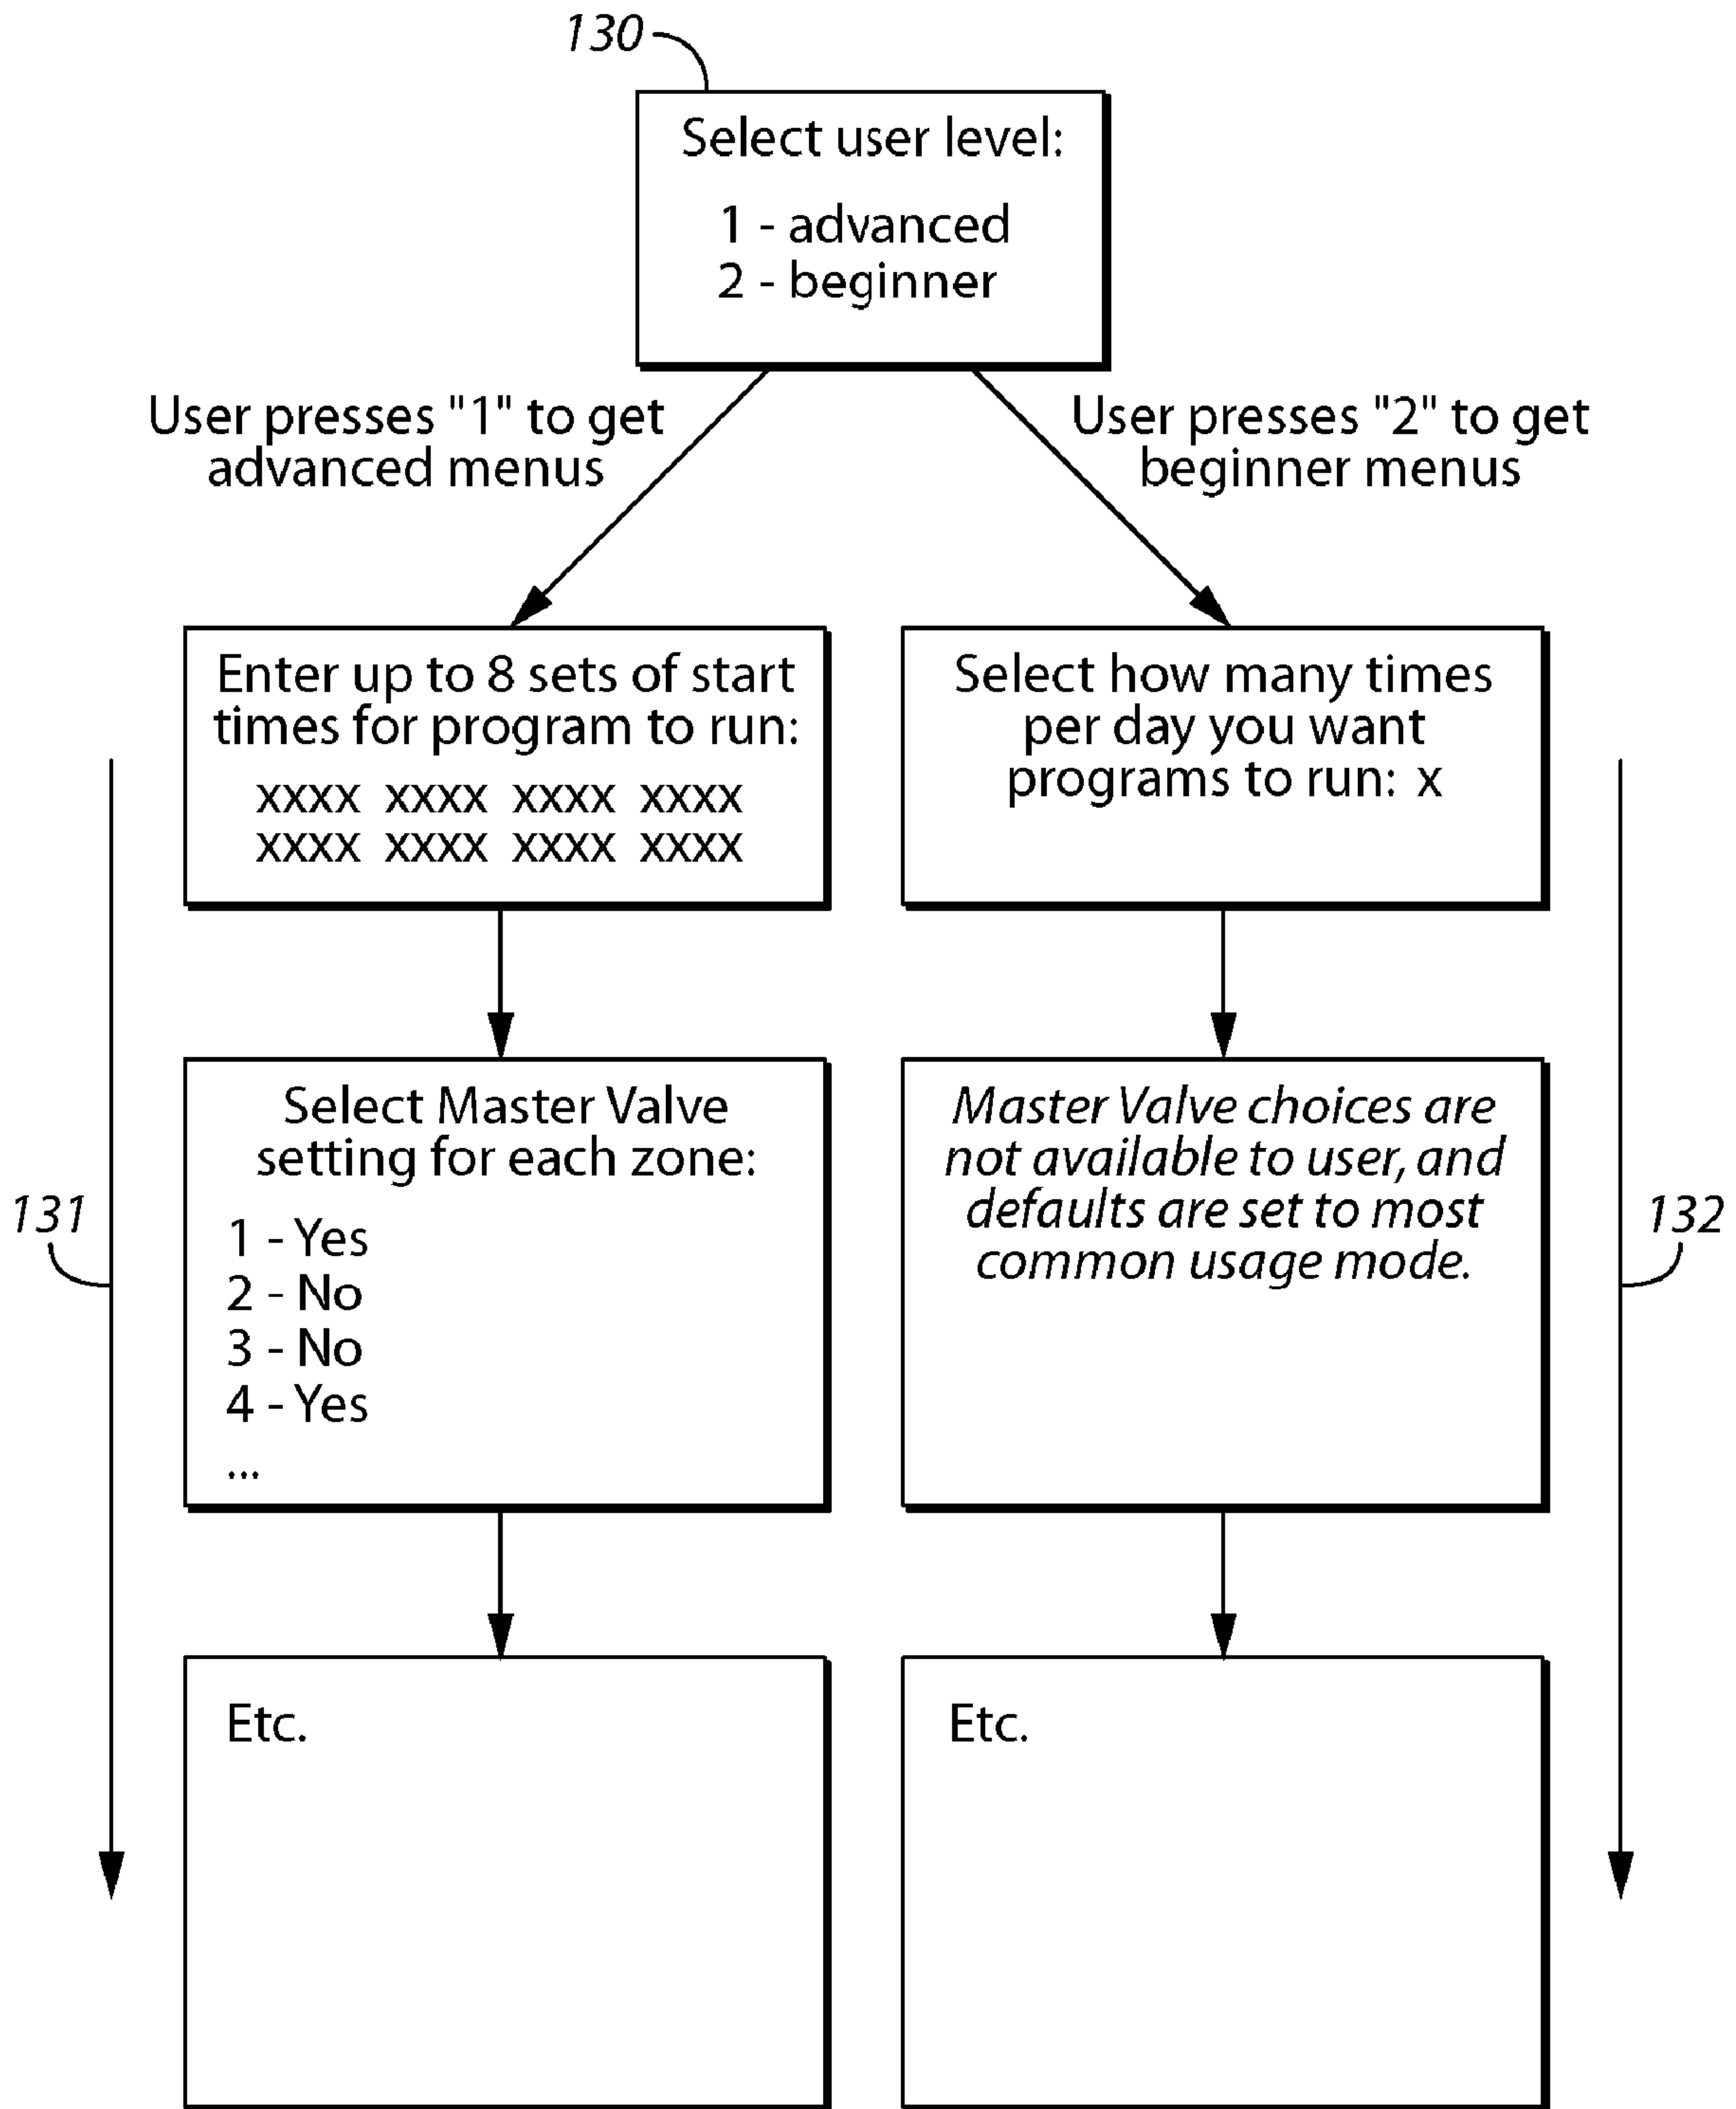 130
Select user level:
1 - advanced
2 - beginner
User presses "1" to get
advanced menus
User presses "2" to get
beginner menus
Enter up to 8 sets of start
times for program to run:
xxxx xxxx xxxx xxxx
xxxx xxxx xxxx xxxx
Select how many times
per day you want
programs to run: x
131
Select Master Valve
setting for each zone:
1 - Yes
2 - No
3 - No
4 - Yes
...
Master Valve choices are
not available to user, and
defaults are set to most
common usage mode.
132
Etc.
Etc.